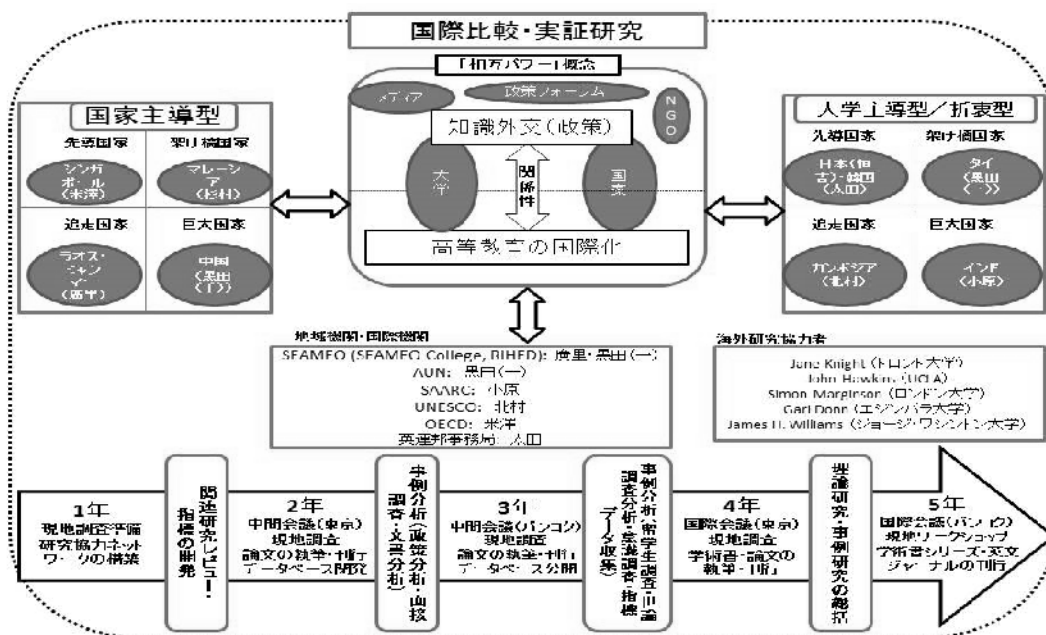 国際比較・実証研究
「相互パワー」概念
メディア
政策フォーラム
NGO
知識外交(政策)
大学
関係性
国家
高等教育の国際化
国家主導型
先導国家
架け橋国家
シンガポール
(米澤)
マレーシア
(杉村)
追走国家
巨大国家
ラオス・
ミャンマー
(廣里)
中国
(黒田
大学主導型/折衷型
先導国家
架け橋国家
日本
韓国
(太田)
タイ
(黒田
(一))
追走国家
巨大国家
カンボジア
(北村)
インド
(小原)
地域機関・国際機関
SEAMEO (SEAMEO College, RIHED): 廣里・黒田(一)
AUN: 黒田(一)
SAARC: 小原
UNESCO: 北村
OECD: 米澤
英連邦事務局: 太田
海外研究協力者
Jane Knight (トロント大学)
John Hawkins (UCLA)
Simon Marginson (ロンドン大学)
Gari Donn (エジンバラ大学)
James H. Williams (ジョージ・ワシントン大学)
1年
現地調査準備
研究協力ネット
ワークの構築
関連研究レビュー・
指標の開発
2年
中間会議(東京)
現地調査
論文の執筆・刊行
データベース開発
事例分析(政策分析・面接
調査・文書分析)
3年
中間会議(バンコク)
現地調査
論文の執筆・刊行
データベース公開
事例分析(留学生調査・世論
調査分析・意識調査・指標
データ収集)
4年
国際会議(東京)
現地調査
学術書・論文の
執筆・刊行
理論研究・事例研究の総括
5年
国際会議(バンコク)
現地ワークショップ
学術書シリーズ・英文
ジャーナルの刊行